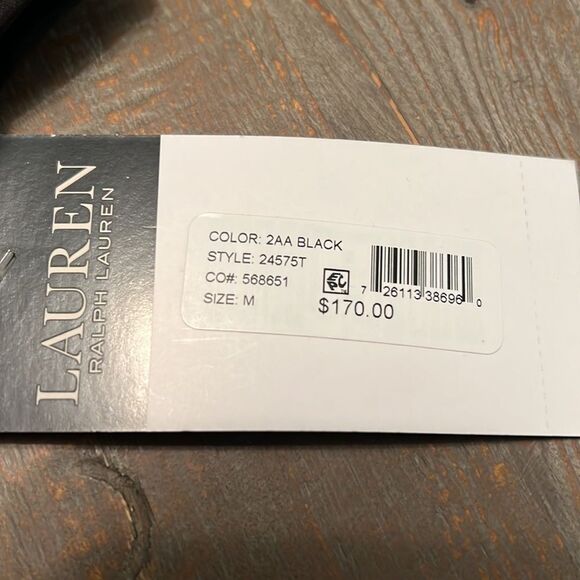 LAUREN
RALPH LAUREN
COLOR: 2AA BLACK
STYLE: 24575T
CO#: 568651
SIZE: M
7 26113 38696 0
$170.00